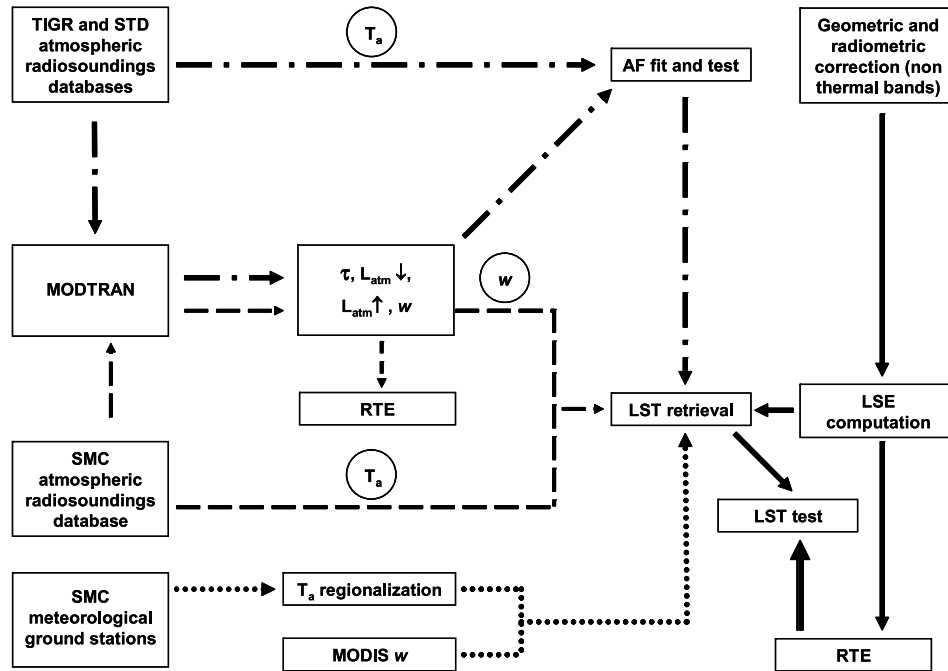 TIGR and STD
atmospheric
radiosoundings
databases
Ta
AF fit and test
Geometric
and
radiometric
correction (non
thermal bands)
MODTRAN
τ, Latm ↓,
Latm↑ , w
w
RTE
LST retrieval
LSE
computation
SMC
atmospheric
radiosoundings
database
Ta
LST test
SMC
meteorological
ground stations
Ta regionalization
MODIS w
RTE